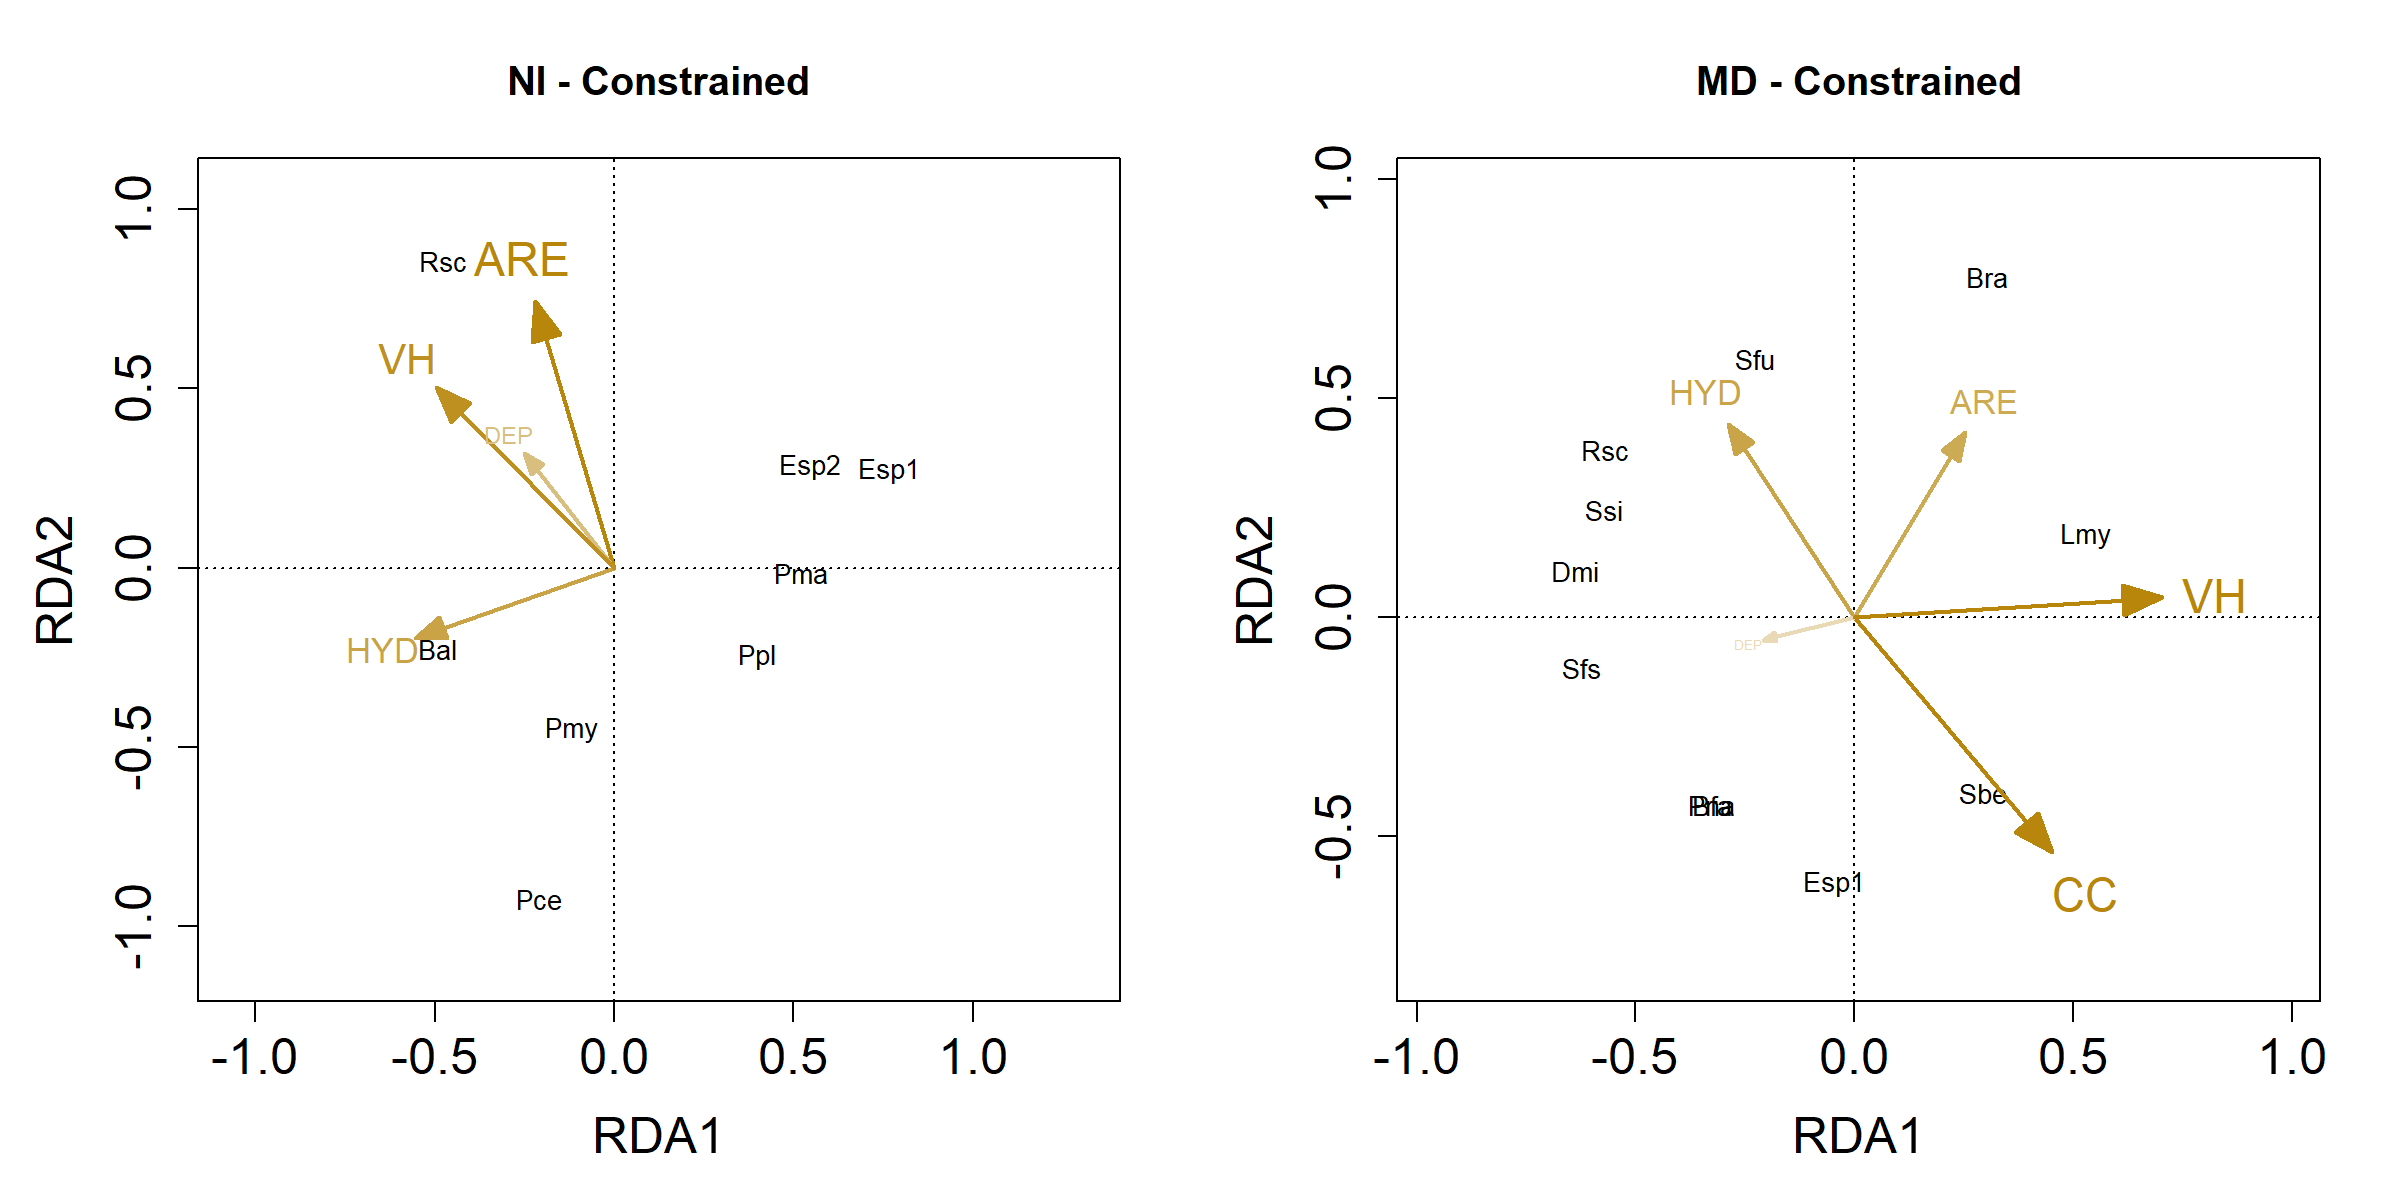 NI - Constrained
MD - Constrained
RDA2
1.0
0.5
0.0
-0.5
-1.0
Rsc
ARE
VH
DEP
Esp2
Esp1
Pma
HYD
Bal
Ppl
Pmy
Pce
-1.0
-0.5
0.0
0.5
1.0
RDA1
RDA2
1.0
0.5
0.0
-0.5
Bra
Sfu
HYD
ARE
Rsc
Ssi
Lmy
Dmi
VH
DEP
Sfs
Sbe
Esp1
CC
-1.0
-0.5
0.0
0.5
1.0
RDA1